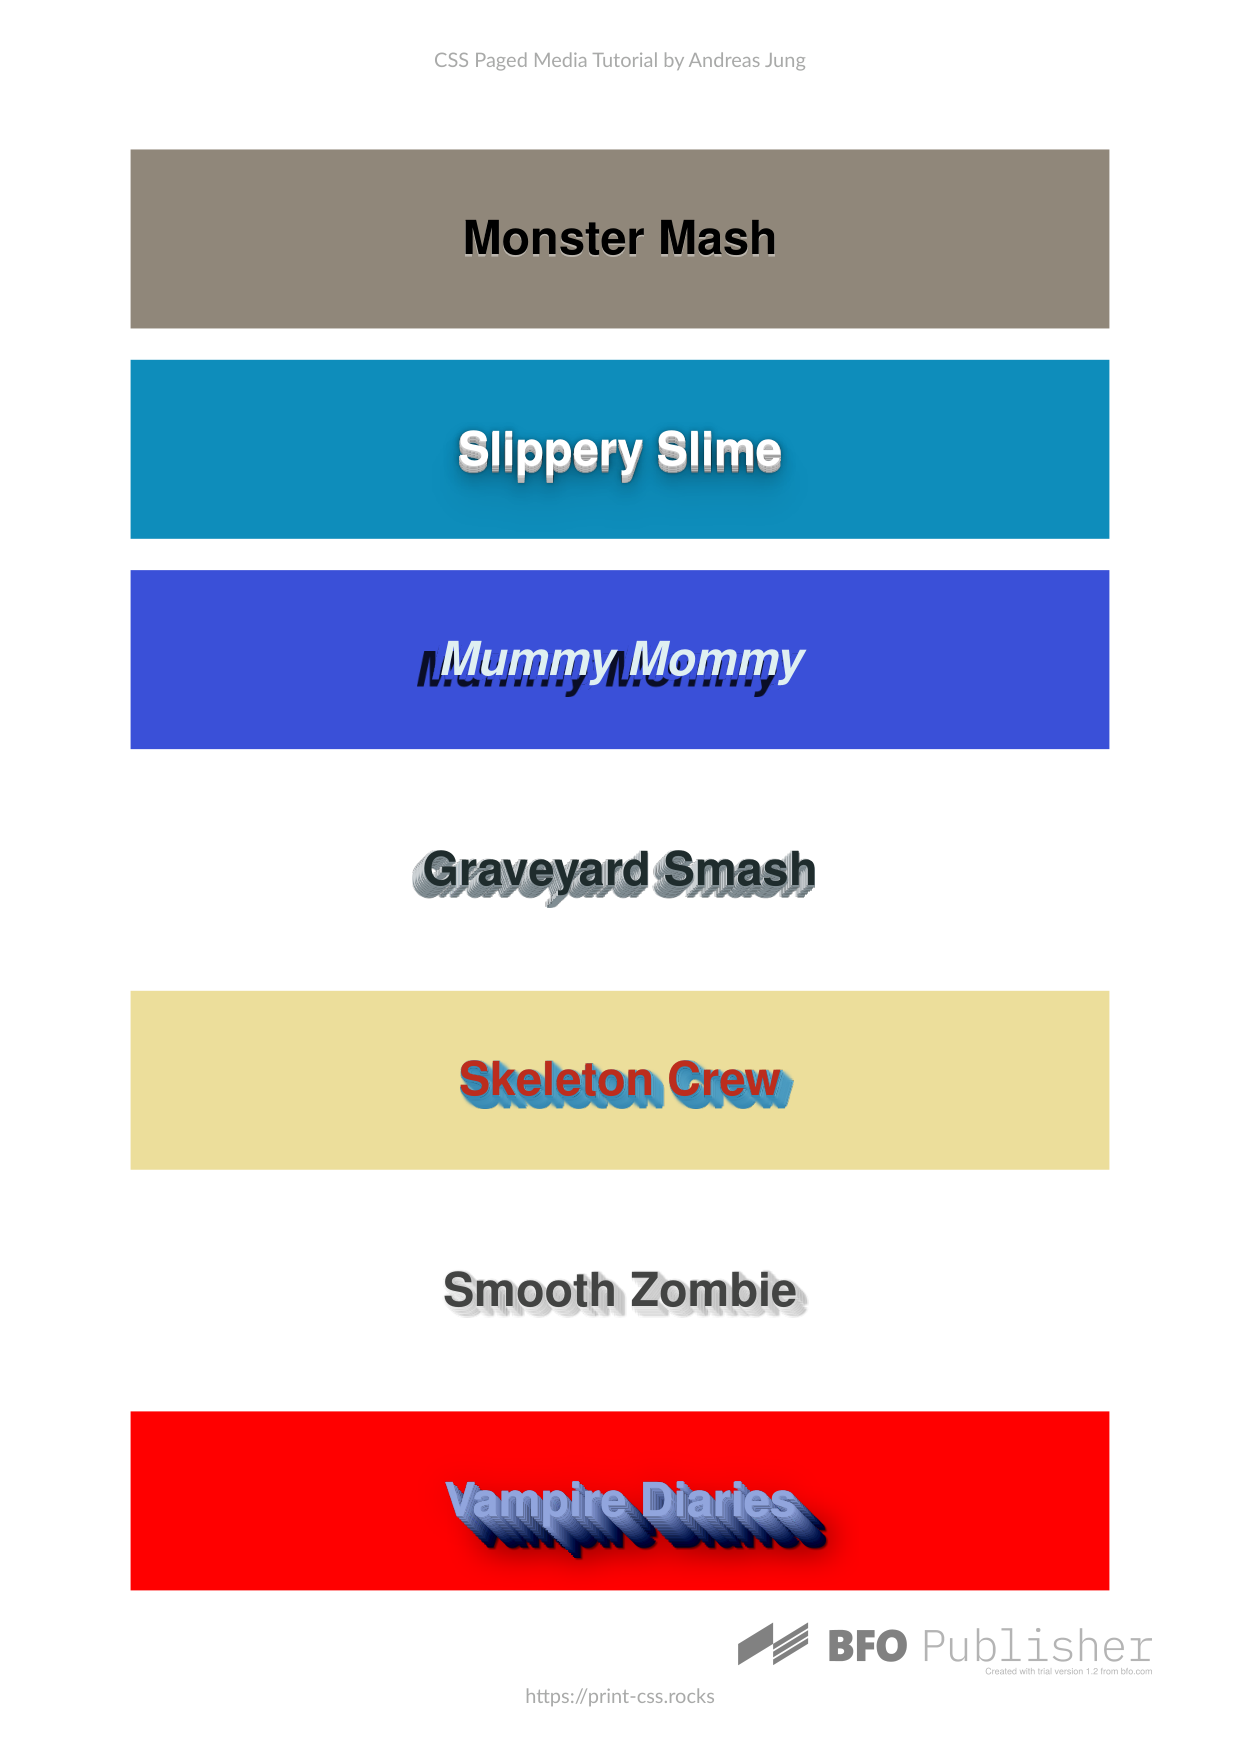 CSS Paged Media Tutorial by Andreas Jung
Monster Mash
Slippery Slime
Mummy Mommy
Graveyard Smash
Skeleton Crew
Smooth Zombie
Vampire Diaries
BFO Publisher
Created with trial version 1.2 from bfo.com
https://print-css.rocks